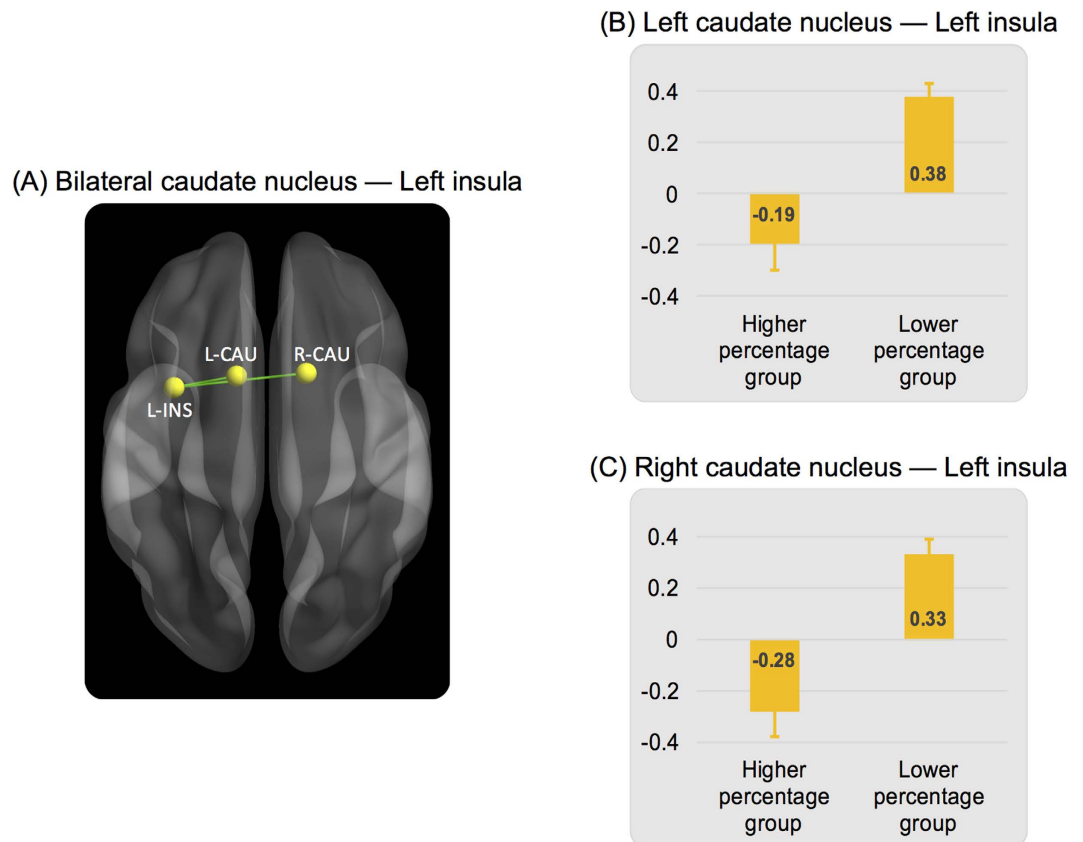 (A) Bilateral caudate nucleus — Left insula
L-CAU
R-CAU
L-INS
(B) Left caudate nucleus — Left insula
0.4
0.2
0
-0.2
-0.4
-0.19
0.38
Higher
percentage
group
Lower
percentage
group
(C) Right caudate nucleus — Left insula
0.4
0.2
0
-0.2
-0.4
-0.28
0.33
Higher
percentage
group
Lower
percentage
group